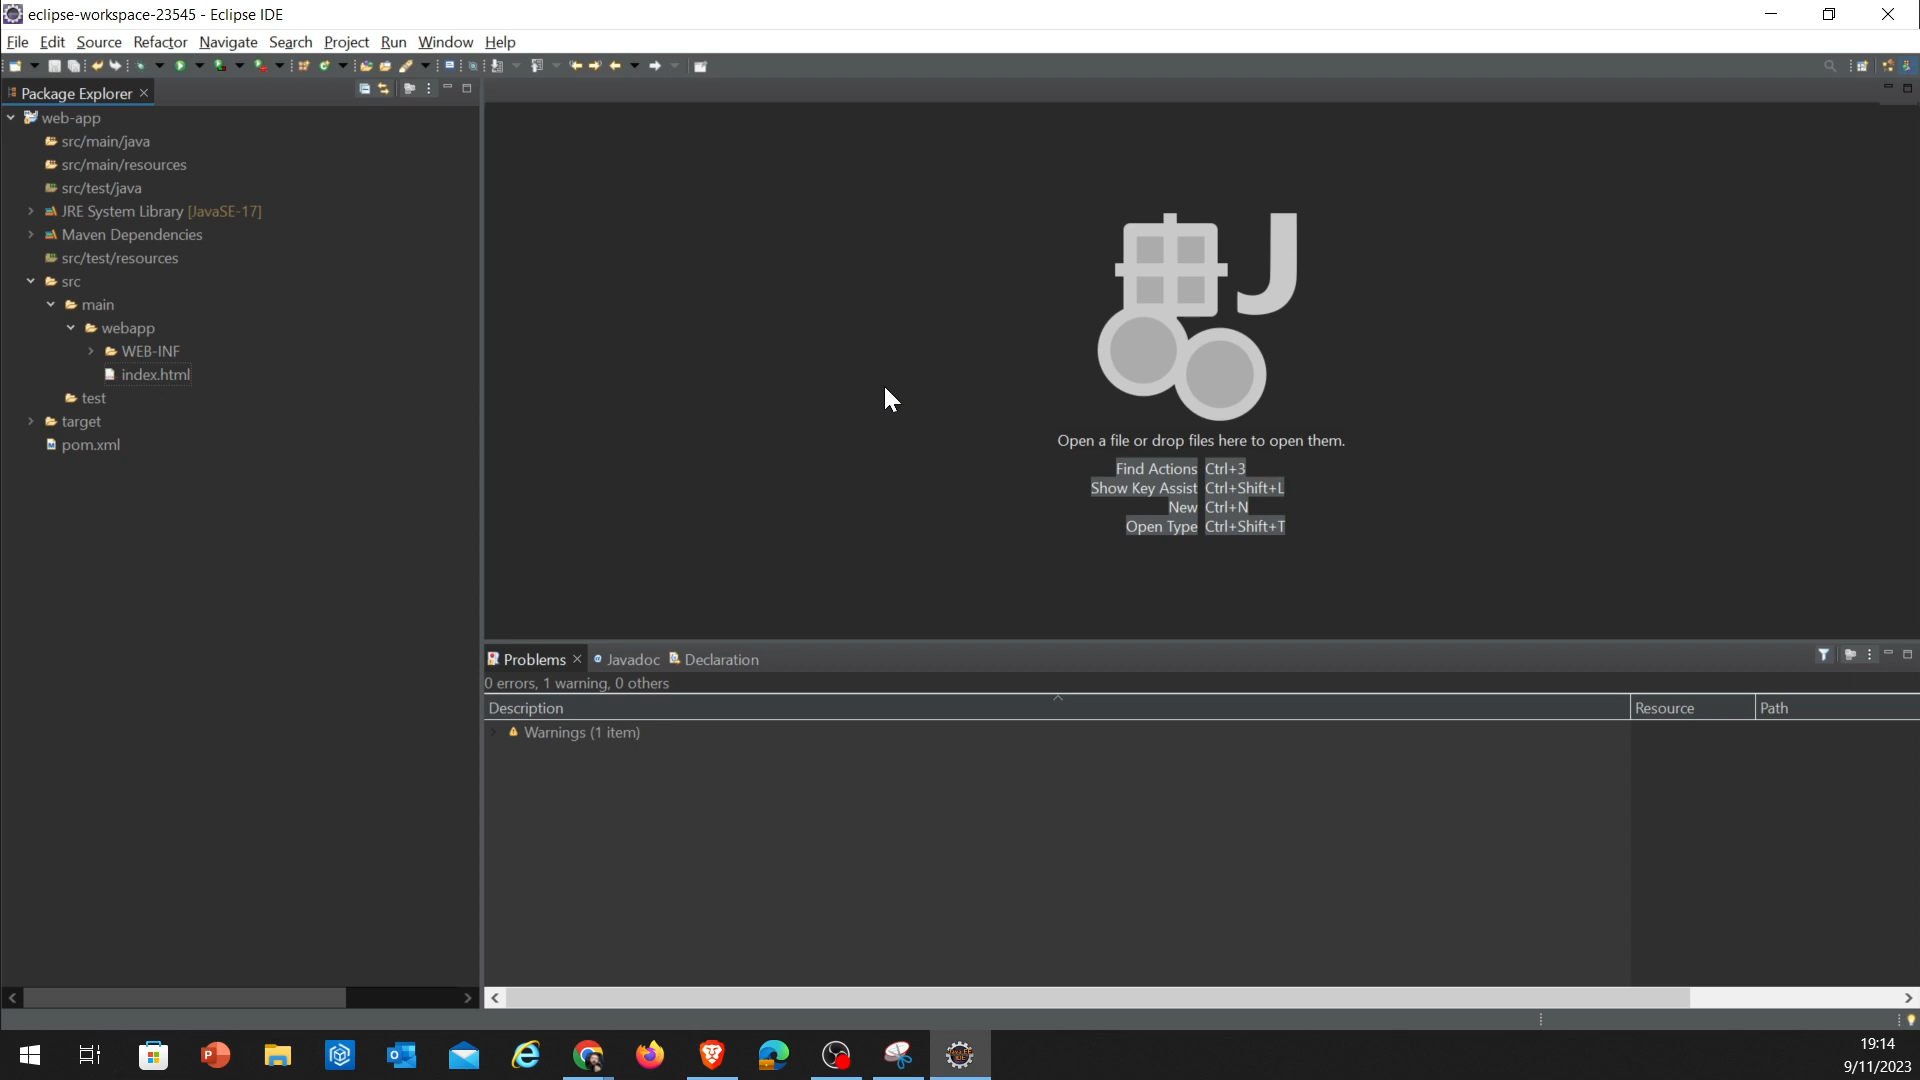 eclipse-workspace-23545 - Eclipse IDE
File Edit Source Refactor Navigate Search Project Run Window Help
Package Explorer
web-app
src/main/java
src/main/resources
src/test/java
JRE System Library [JavaSE-17]
Maven Dependencies
src/test/resources
src
main
webapp
WEB-INF
index.html
test
target
pom.xml
Open a file or drop files here to open them.
Find Actions Ctrl+3
Show Key Assist Ctrl+Shift+L
New Ctrl+N
Open Type Ctrl+Shift+T
Problems Javadoc Declaration
0 errors, 1 warning, 0 others
Description Resource Path
Warnings (1 item)
19:14
9/11/2023